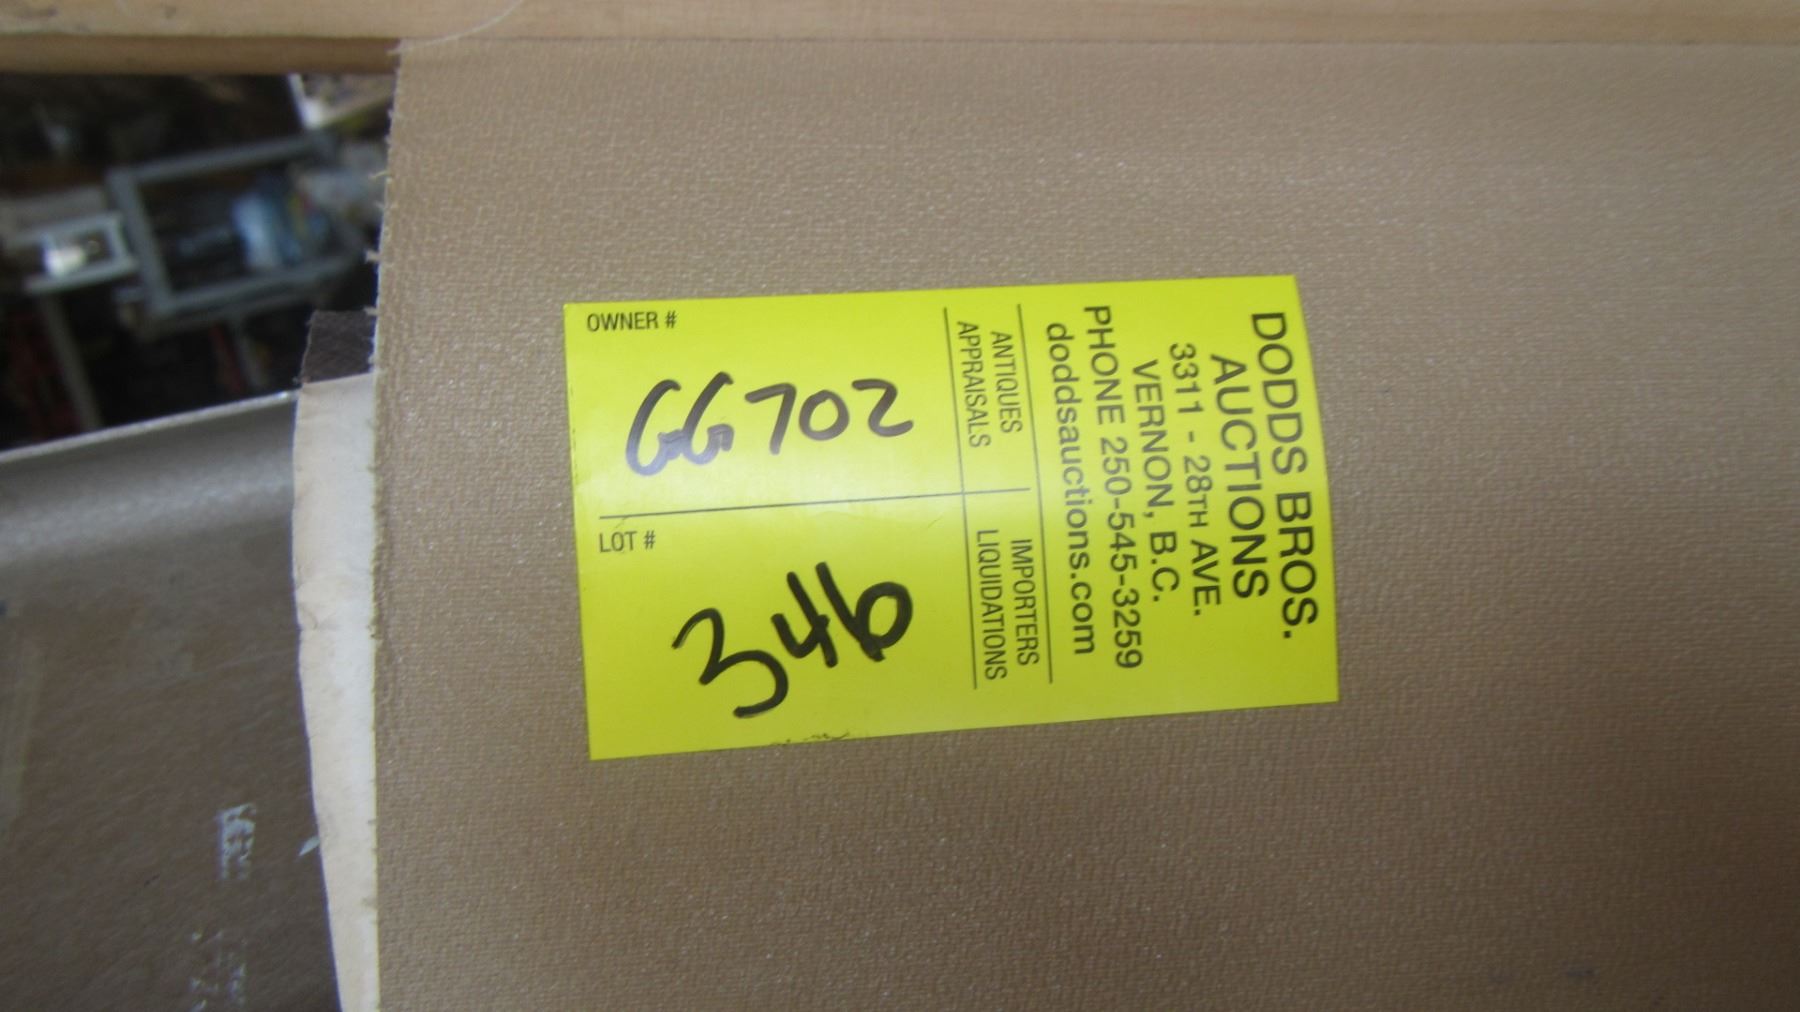 DODDS BROS.
AUCTIONS
3311 - 28TH AVE.
VERNON, B.C.
PHONE 250-545-3259
doddsauctions.com
ANTIQUES
APPRAISALS
IMPORTERS
LIQUIDATIONS
OWNER #
GG702
LOT #
346